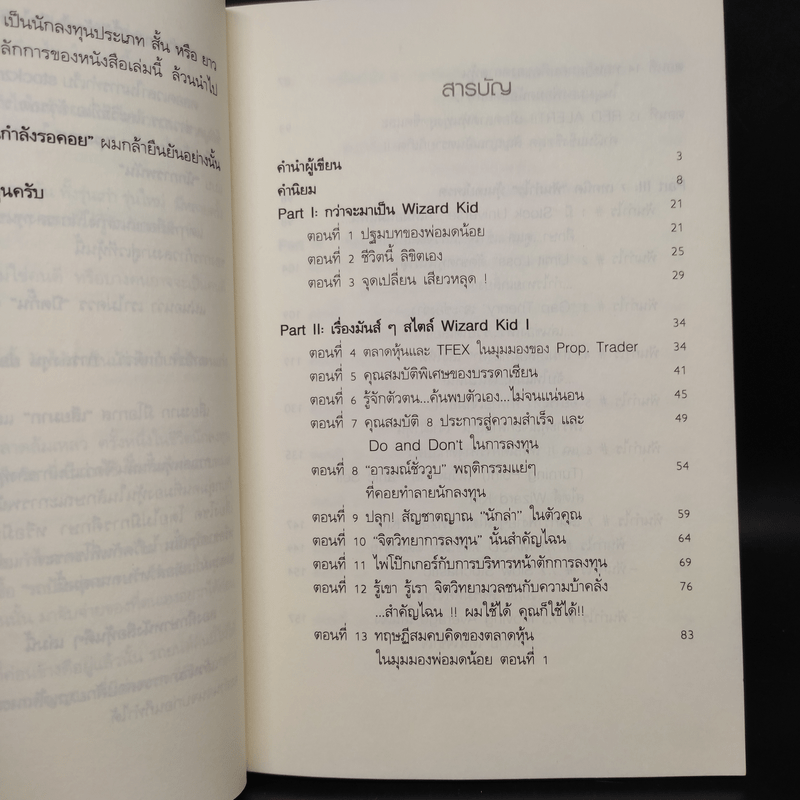 เป็นนักลงทุนประเภท สั้น หรือ ยาว
ลักการของหนังสือเล่มนี้ ล้วนนำไป
กำลังรอคอย" ผมกล้ายืนยันอย่างนั้น
นครับ
สารบัญ
คำนำผู้เขียน 3
คำนิยม 8
Part I: กว่าจะมาเป็น Wizard Kid 21
ตอนที่ 1 ปฐมบทของพ่อมดน้อย 21
ตอนที่ 2 ชีวิตนี้ ลิขิตเอง 25
ตอนที่ 3 จุดเปลี่ยน เสียวหลุด ! 29
Part II: เรื่องมันส์ ๆ สไตล์ Wizard Kid I 34
ตอนที่ 4 ตลาดหุ้นและ TFEX ในมุมมองของ Prop. Trader 34
ตอนที่ 5 คุณสมบัติพิเศษของบรรดาเซียน 41
ตอนที่ 6 รู้จักตัวตน...ค้นพบตัวเอง...ไม่จนแน่นอน 45
ตอนที่ 7 คุณสมบัติ 8 ประการสู่ความสำเร็จ และ 49
Do and Don't ในการลงทุน
ตอนที่ 8 "อารมณ์ชั่ววูบ" พฤติกรรมแย่ๆ 54
ที่คอยทำลายนักลงทุน
ตอนที่ 9 ปลุก! สัญชาตญาณ "นักล่า" ในตัวคุณ 59
ตอนที่ 10 "จิตวิทยาการลงทุน" นั้นสำคัญไฉน 64
ตอนที่ 11 ไพ่โป๊กเกอร์กับการบริหารหน้าตักการลงทุน 69
ตอนที่ 12 รู้เขา รู้เรา จิตวิทยามวลชนกับความบ้าคลั่ง 76
...สำคัญไฉน !! ผมใช้ได้ คุณก็ใช้ได้!!
ตอนที่ 13 ทฤษฎีสมคบคิดของตลาดหุ้น 83
ในมุมมองพ่อมดน้อย ตอนที่ 1